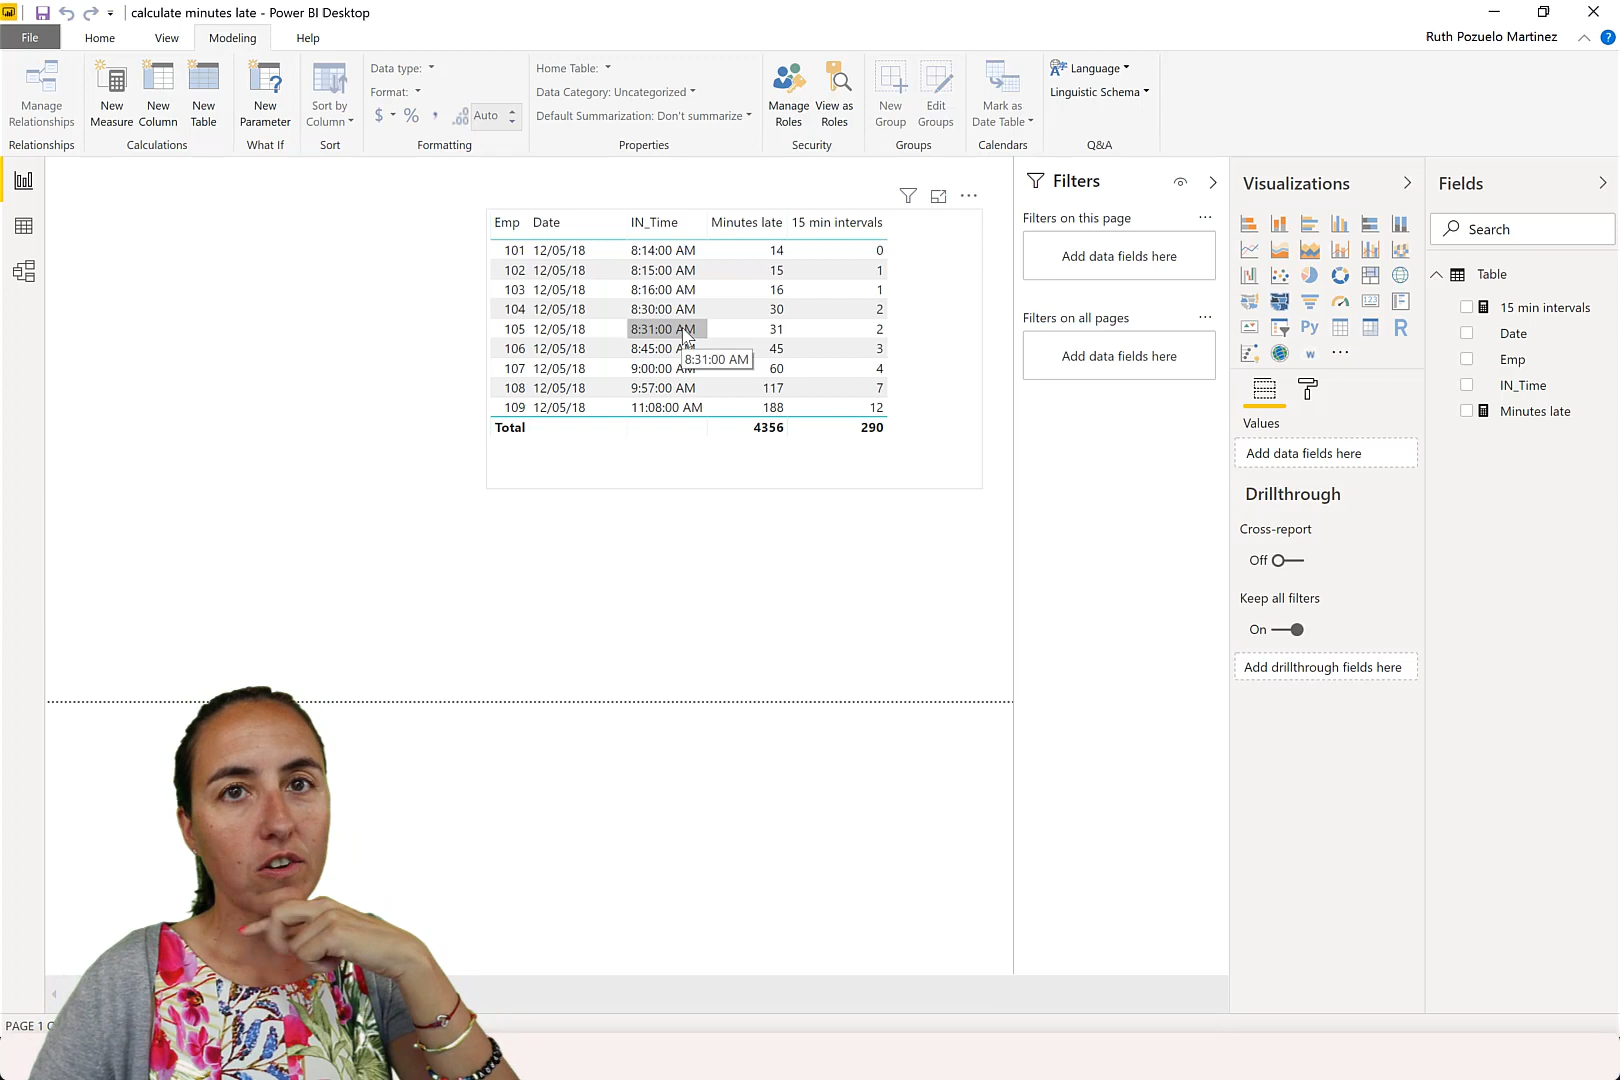 calculate minutes late - Power BI Desktop
File Home View Modeling Help
Ruth Pozuelo Martinez
Manage Relationships
Relationships
New Measure
New Column
New Table
Calculations
New Parameter
What If
Sort by Column
Sort
Data type:
Format:
$ % , .00 Auto
Formatting
Home Table:
Data Category: Uncategorized
Default Summarization: Don't summarize
Properties
Manage Roles
View as Roles
Security
New Group
Edit Groups
Groups
Mark as Date Table
Calendars
Language
Linguistic Schema
Q&A
Emp Date IN_Time Minutes late 15 min intervals
101 12/05/18 8:14:00 AM 14 0
102 12/05/18 8:15:00 AM 15 1
103 12/05/18 8:16:00 AM 16 1
104 12/05/18 8:30:00 AM 30 2
105 12/05/18 8:31:00 AM 31 2
106 12/05/18 8:45:00 AM 45 3
8:31:00 AM
107 12/05/18 9:00:00 AM 60 4
108 12/05/18 9:57:00 AM 117 7
109 12/05/18 11:08:00 AM 188 12
Total 4356 290
Filters
Filters on this page
Add data fields here
Filters on all pages
Add data fields here
Visualizations
123
Py
R
W
Values
Add data fields here
Drillthrough
Cross-report
Off
Keep all filters
On
Add drillthrough fields here
Fields
Search
Table
15 min intervals
Date
Emp
IN_Time
Minutes late
PAGE 1